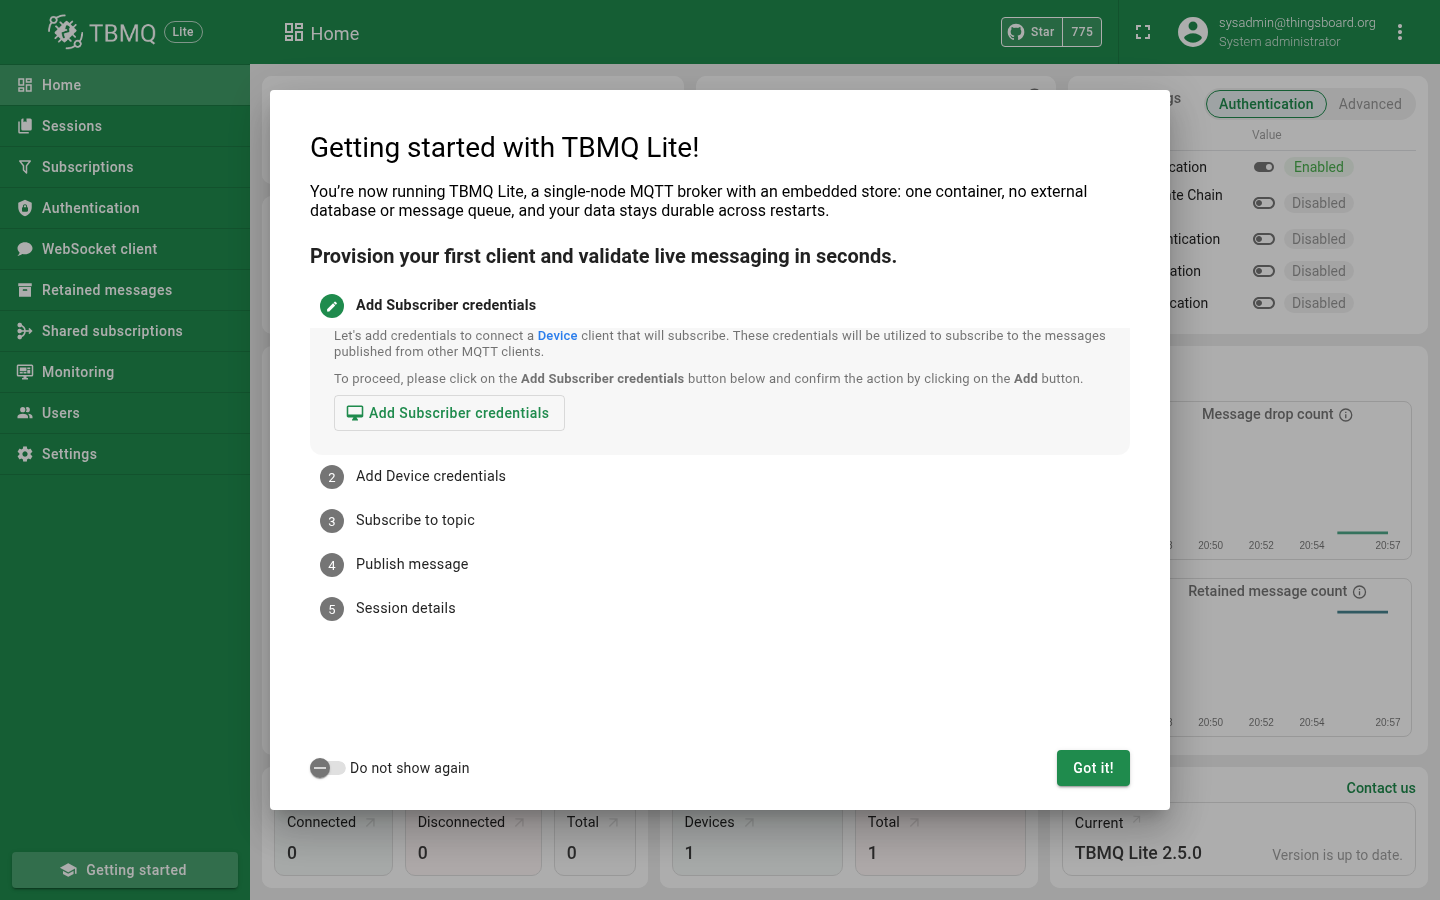 TBMQ Lite
Home
Star 775
sysadmin@thingsboard.org
System administrator
Home
Sessions
Subscriptions
Authentication
WebSocket client
Retained messages
Shared subscriptions
Monitoring
Users
Settings
Getting started
Authentication Advanced
Value
Enabled
Disabled
Disabled
Disabled
Disabled
Getting started with TBMQ Lite!
You’re now running TBMQ Lite, a single-node MQTT broker with an embedded store: one container, no external
database or message queue, and your data stays durable across restarts.
Provision your first client and validate live messaging in seconds.
Add Subscriber credentials
Let's add credentials to connect a Device client that will subscribe. These credentials will be utilized to subscribe to the messages
published from other MQTT clients.
To proceed, please click on the Add Subscriber credentials button below and confirm the action by clicking on the Add button.
Add Subscriber credentials
2 Add Device credentials
3 Subscribe to topic
4 Publish message
5 Session details
Do not show again
Got it!
Message drop count
20:50 20:52 20:54 20:57
Retained message count
20:50 20:52 20:54 20:57
Connected
0
Disconnected
0
Total
0
Devices
1
Total
1
Contact us
Current
TBMQ Lite 2.5.0
Version is up to date.